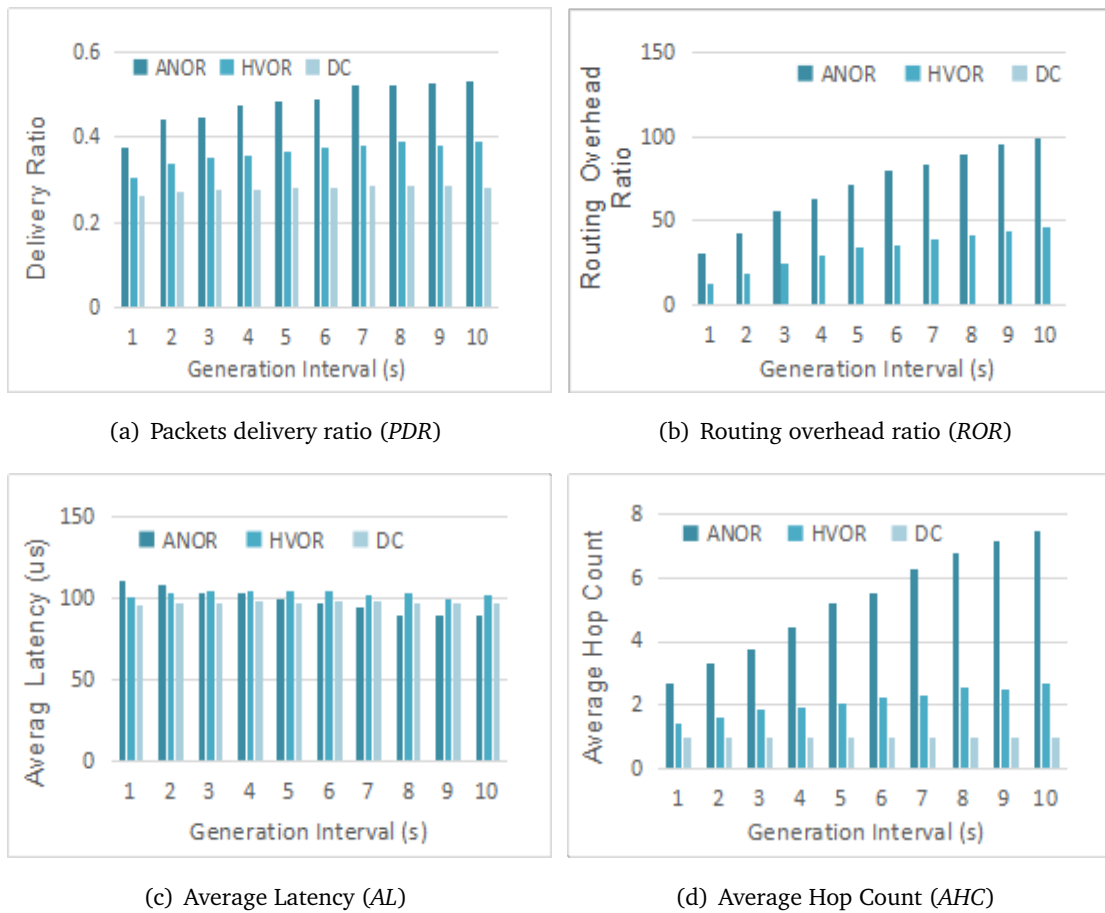 0.6
0.4
0.2
0
Delivery Ratio
ANOR HVOR DC
1 2 3 4 5 6 7 8 9 10
Generation Interval (s)
(a) Packets delivery ratio (PDR)
150
100
50
0
Routing Overhead
Ratio
ANOR HVOR DC
1 2 3 4 5 6 7 8 9 10
Generation Interval (s)
(b) Routing overhead ratio (ROR)
150
100
50
0
Averag Latency (us)
ANOR HVOR DC
1 2 3 4 5 6 7 8 9 10
Generation Interval (s)
(c) Average Latency (AL)
8
6
4
2
0
Average Hop Count
ANOR HVOR DC
1 2 3 4 5 6 7 8 9 10
Generation Interval (s)
(d) Average Hop Count (AHC)